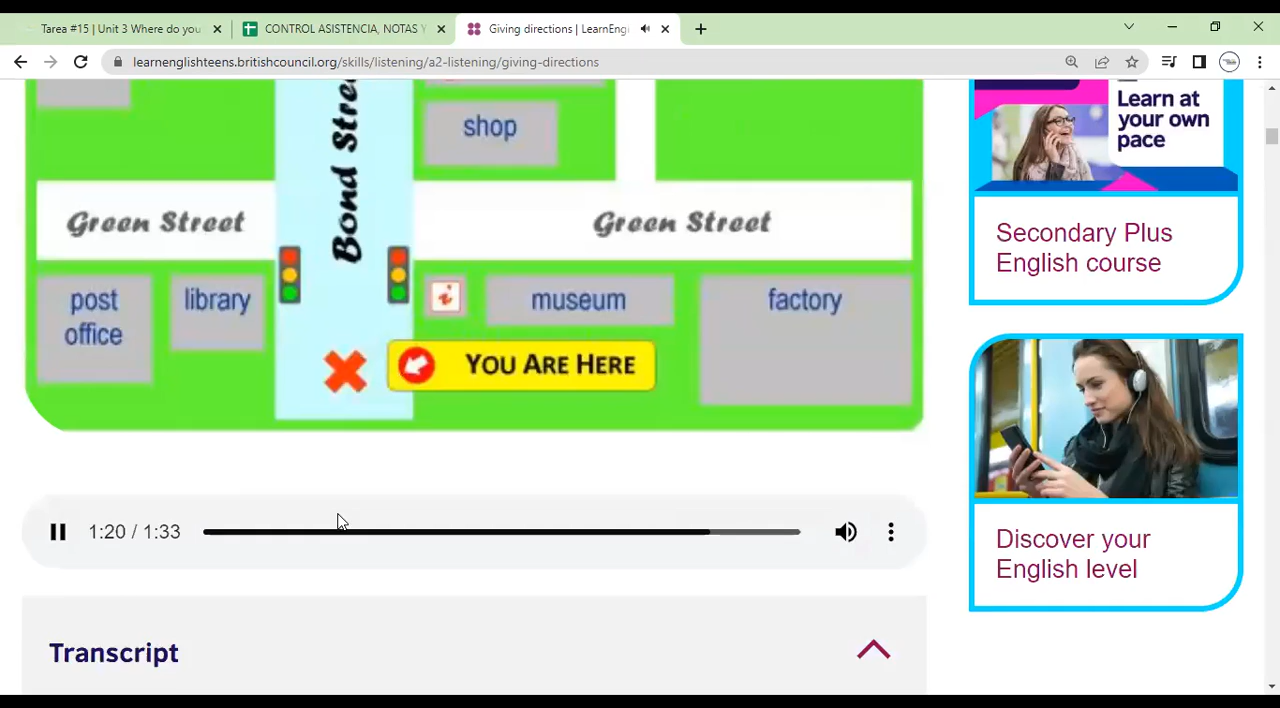 Tarea #15 | Unit 3 Where do you
CONTROL ASISTENCIA, NOTAS Y
Giving directions | LearnEngli
learnenglishteens.britishcouncil.org/skills/listening/a2-listening/giving-directions
Bond Stree
shop
Green Street
Green Street
post
office
library
i
museum
factory
YOU ARE HERE
1:20 / 1:33
Transcript
Learn at
your own
pace
Secondary Plus
English course
Discover your
English level